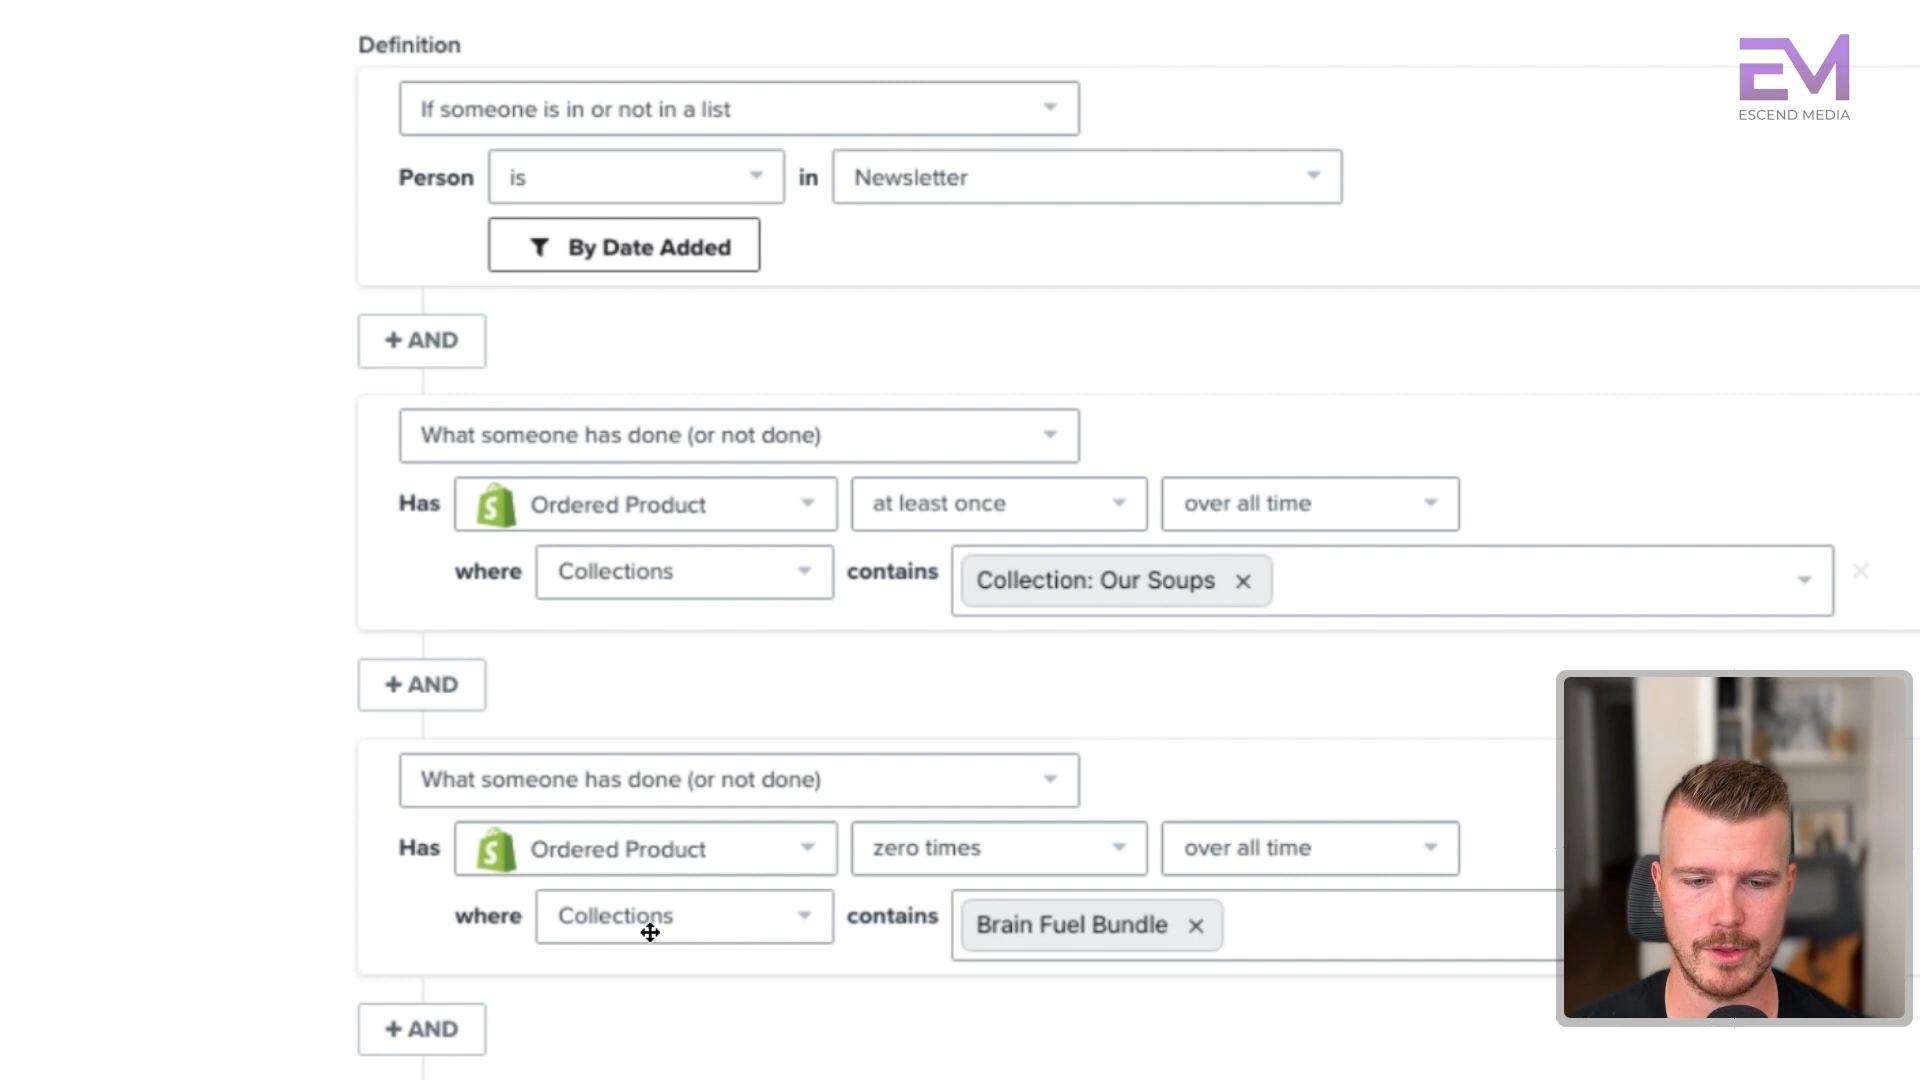 Definition
EM
ESCEND MEDIA
If someone is in or not in a list
Person is in Newsletter
By Date Added
+ AND
What someone has done (or not done)
Has Ordered Product at least once over all time
where Collections contains Collection: Our Soups ×
+ AND
What someone has done (or not done)
Has Ordered Product zero times over all time
where Collections contains Brain Fuel Bundle ×
+ AND